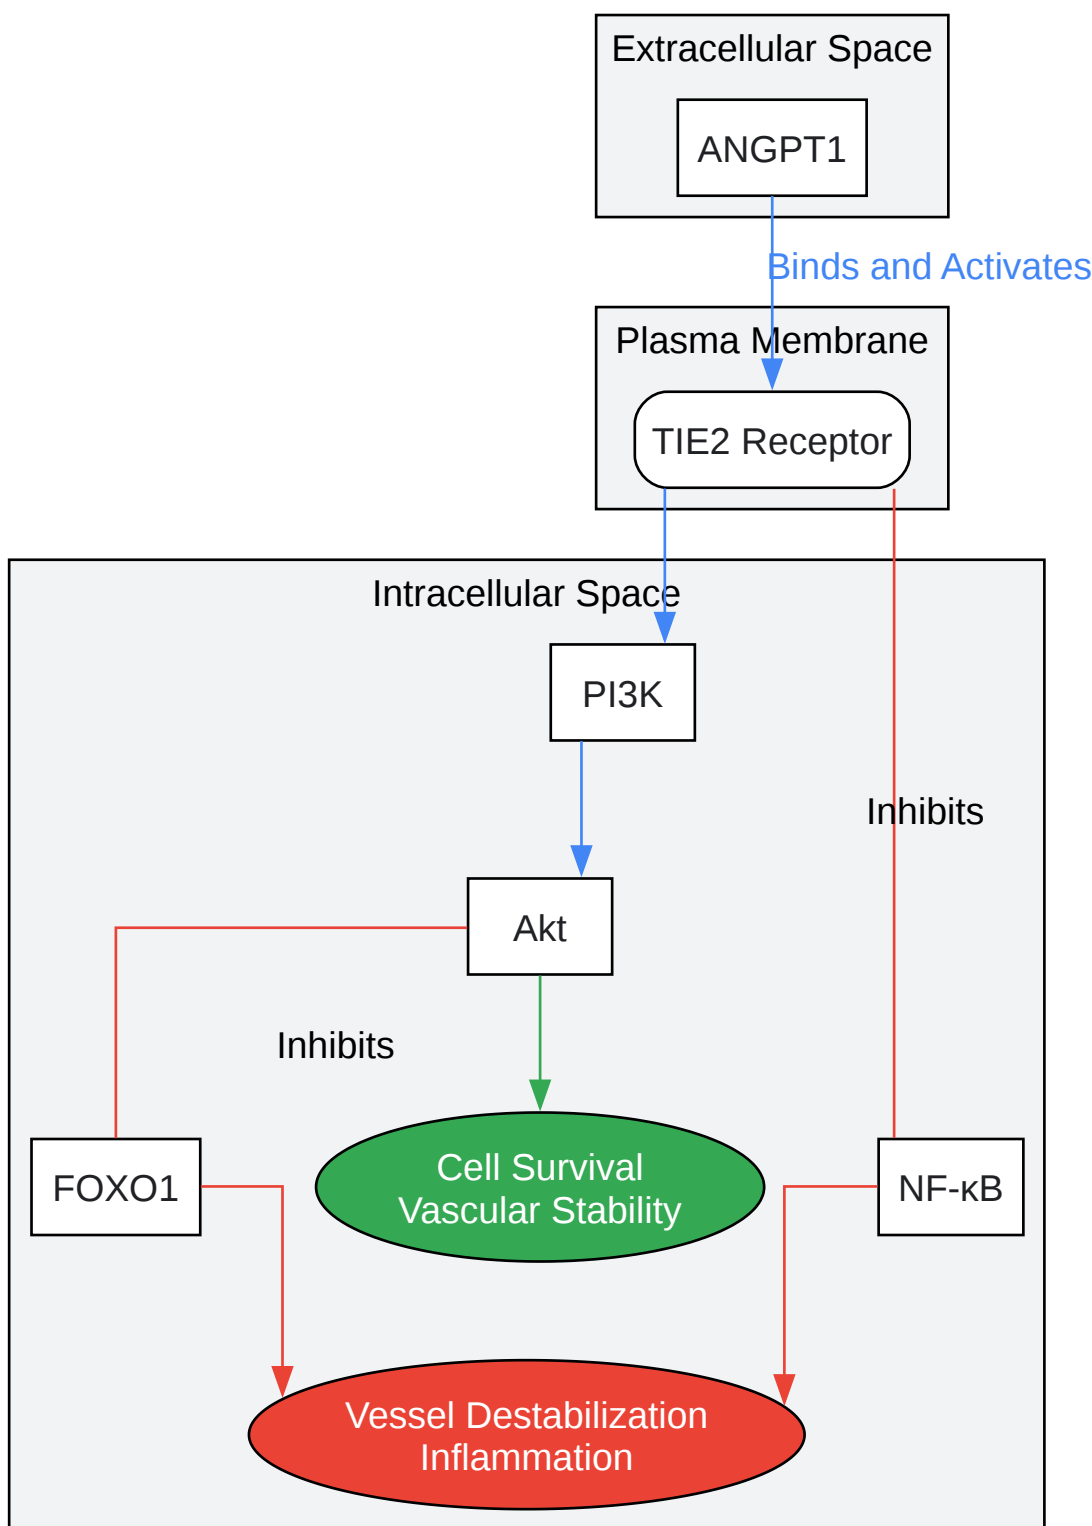 Extracellular Space
ANGPT1
Binds and Activates
Plasma Membrane
TIE2 Receptor
Intracellular Space
PI3K
Inhibits
Akt
Inhibits
FOXO1
Cell Survival
Vascular Stability
NF-κB
Vessel Destabilization
Inflammation